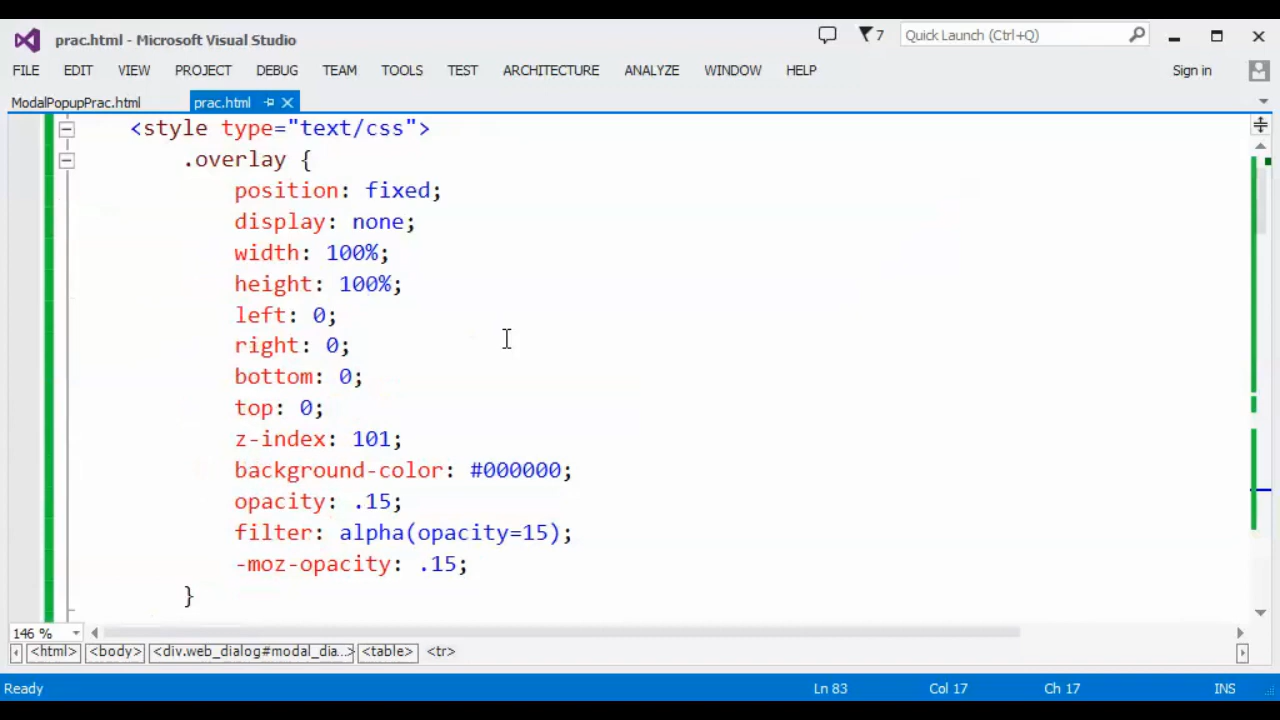 prac.html - Microsoft Visual Studio
7
Quick Launch (Ctrl+Q)
FILE EDIT VIEW PROJECT DEBUG TEAM TOOLS TEST ARCHITECTURE ANALYZE WINDOW HELP Sign in
ModalPopupPrac.html prac.html
<style type="text/css">
.overlay {
position: fixed;
display: none;
width: 100%;
height: 100%;
left: 0;
right: 0;
bottom: 0;
top: 0;
z-index: 101;
background-color: #000000;
opacity: .15;
filter: alpha(opacity=15);
-moz-opacity: .15;
}
146 %
<html> <body> <div.web_dialog#modal_dia...> <table> <tr>
Ready Ln 83 Col 17 Ch 17 INS